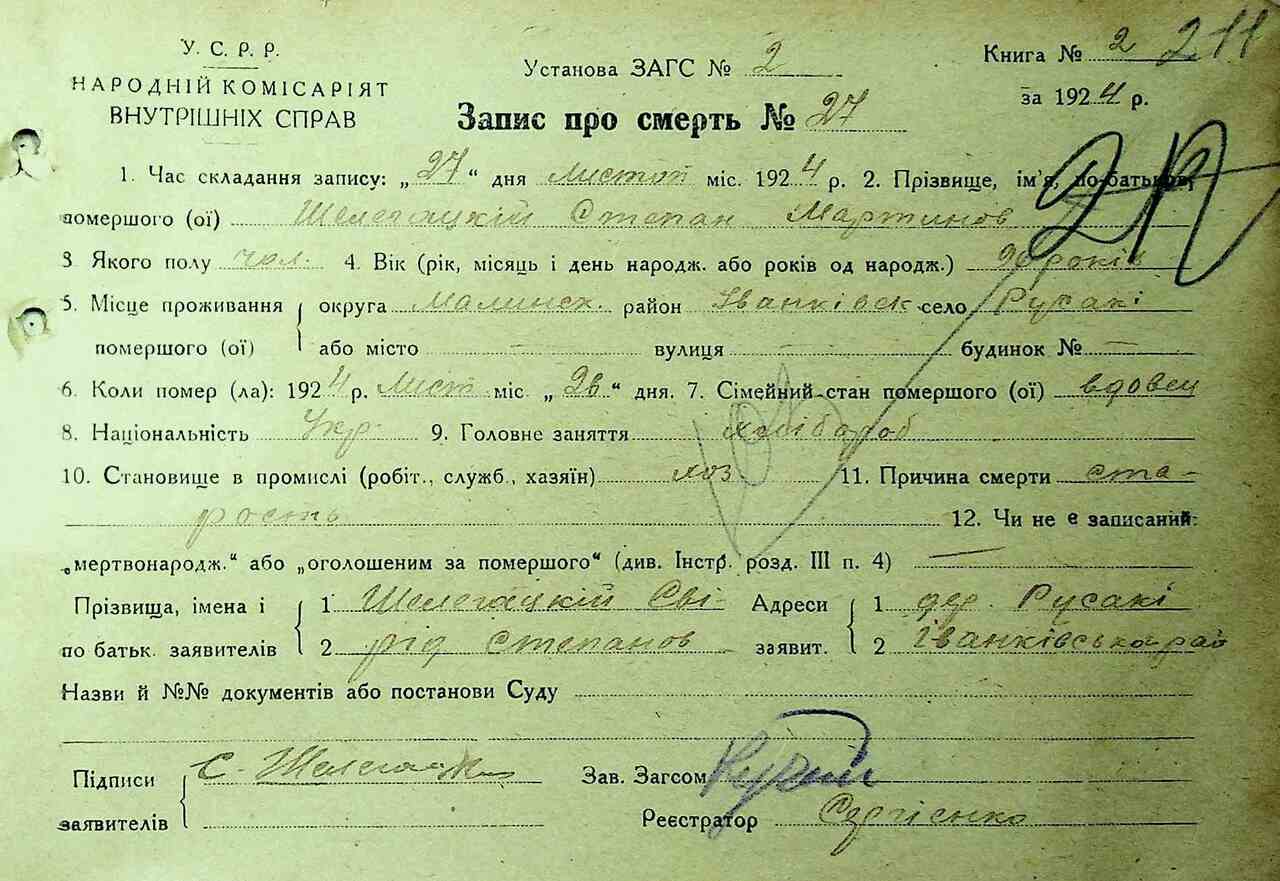 У. С. Р. Р.
НАРОДНІЙ КОМІСАРІЯТ
ВНУТРІШНІХ СПРАВ
Установа ЗАГС № 2
Книга № 2 211
за 1924 р.
Запис про смерть № 27
1. Час складання запису: „27“ дня листоп міс. 1924 р. 2. Прізвище, ім'я, по-батьков,
помершого (ої) Шелегацкій Степан Мартинов
3 Якого полу чол. 4. Вік (рік, місяць і день народж. або років од народж.) 90 років
5. Місце проживання округа Малинск. район Іванківск село Русакі
помершого (ої) або місто — вулиця — будинок № —
6. Коли помер (ла): 1924 р. Лист міс „26“ дня. 7. Сімейний стан помершого (ої) вдовец
8. Національність Укр. 9. Головне заняття хлібороб
10. Становище в промислі (робіт., служб., хазяїн) хоз. 11. Причина смерти ста-
рость 12. Чи не є записаний:
„мертвонародж.“ або „оголошеним за помершого“ (див. Інстр. розд. III п. 4) —
Прізвища, імена і 1 Шелегацкій Сві- Адреси 1 дер. Русакі
по батьк. заявителів 2 рід Степанов заявит. 2 Іванківська рай
Назви й №№ документів або постанови Суду
Підписи С. Зав. Загсом
заявителів Реєстратор